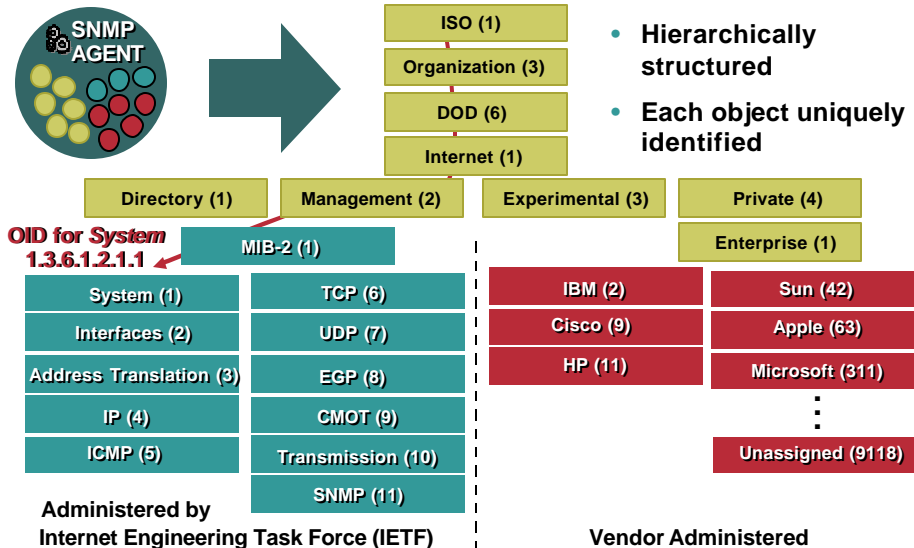 SNMP
AGENT
ISO (1)
Organization (3)
DOD (6)
Internet (1)
• Hierarchically
structured
• Each object uniquely
identified
Directory (1)
Management (2)
Experimental (3)
Private (4)
OID for System
1.3.6.1.2.1.1
MIB-2 (1)
Enterprise (1)
System (1)
Interfaces (2)
Address Translation (3)
IP (4)
ICMP (5)
TCP (6)
UDP (7)
EGP (8)
CMOT (9)
Transmission (10)
SNMP (11)
IBM (2)
Cisco (9)
HP (11)
Sun (42)
Apple (63)
Microsoft (311)
Unassigned (9118)
Administered by
Internet Engineering Task Force (IETF)
Vendor Administered